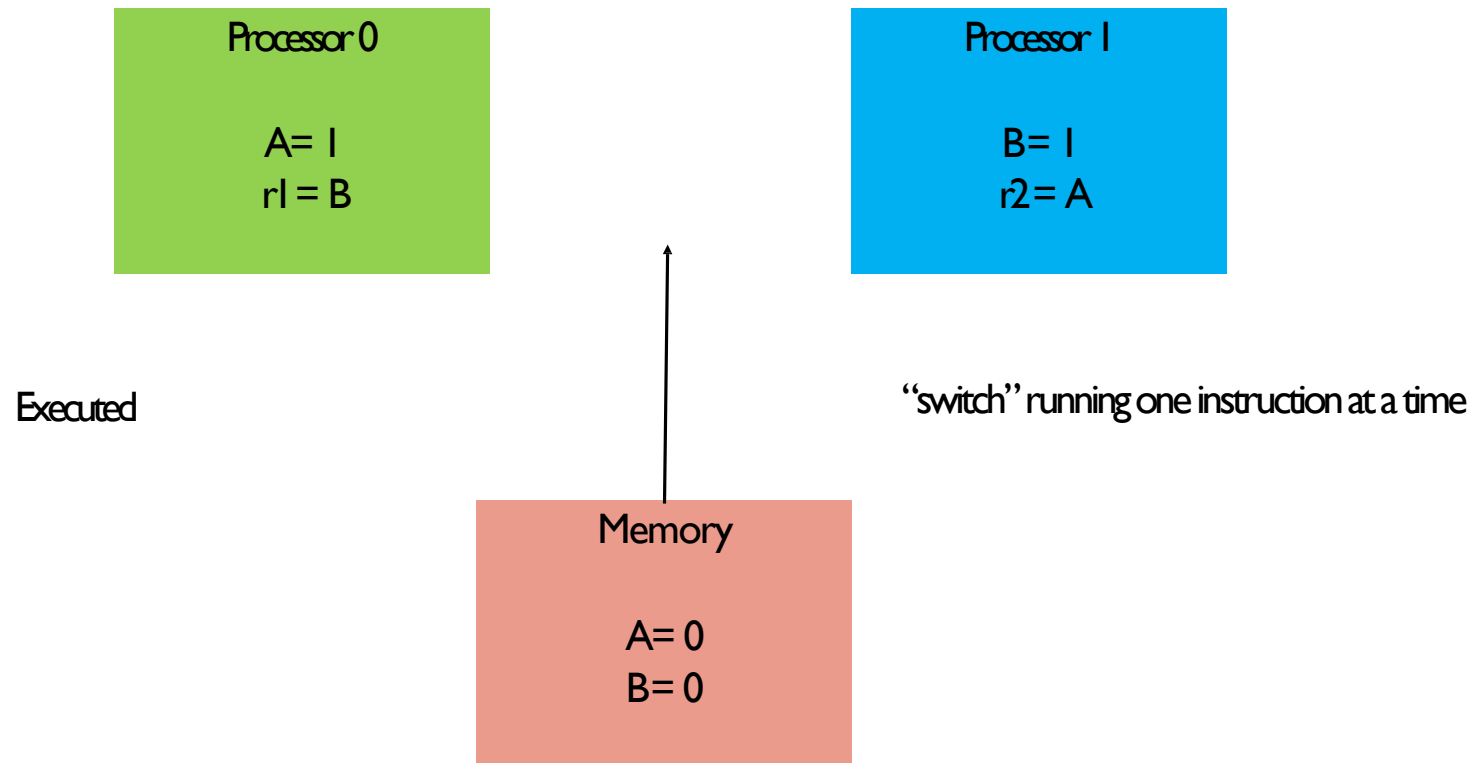 Processor 0
A= 1
r1 = B
Processor 1
B= 1
r2= A
Executed
“switch” running one instruction at a time
Memory
A= 0
B= 0